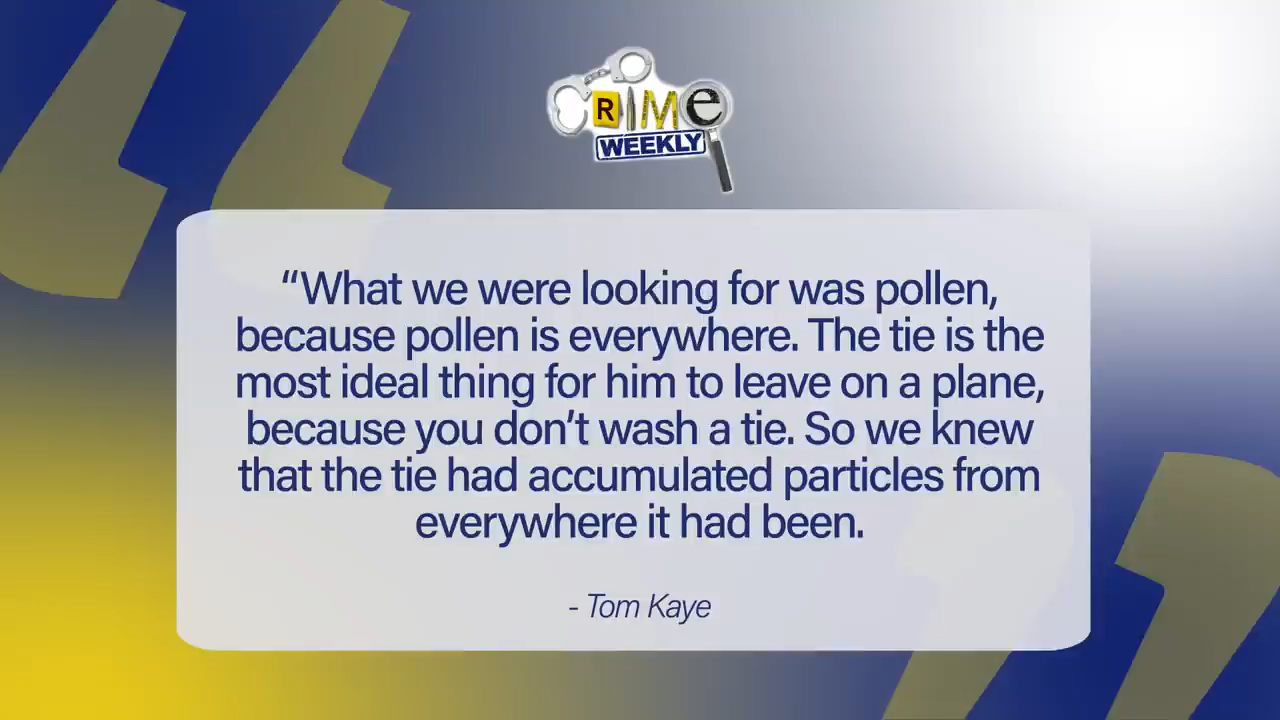 CRIME
WEEKLY
“What we were looking for was pollen,
because pollen is everywhere. The tie is the
most ideal thing for him to leave on a plane,
because you don’t wash a tie. So we knew
that the tie had accumulated particles from
everywhere it had been.
- Tom Kaye